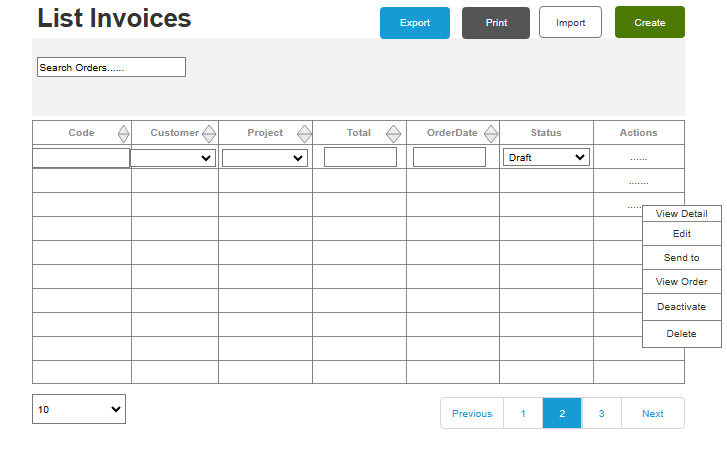 List Invoices
Export Print Import Create
Search Orders......
Code Customer Project Total OrderDate Status Actions
Draft ......
.......
.....
View Detail
Edit
Send to
View Order
Deactivate
Delete
10
Previous 1 2 3 Next